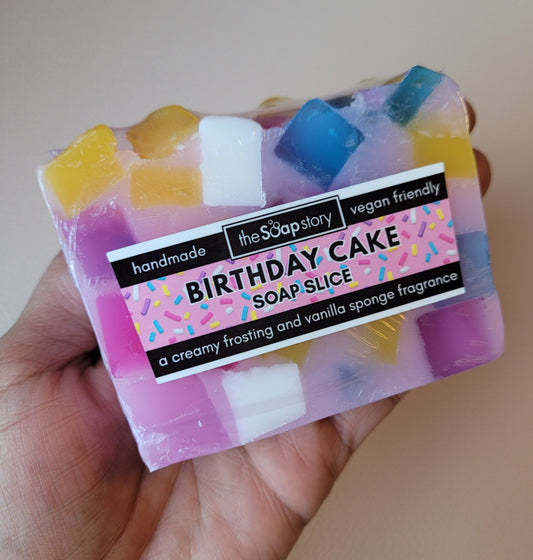 handmade
the Soap story
vegan friendly
BIRTHDAY CAKE
SOAP SLICE
a creamy frosting and vanilla sponge fragrance